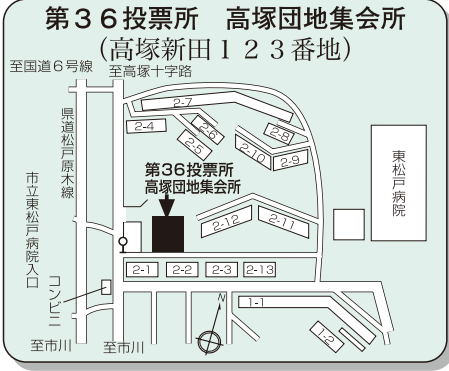 第３６投票所　高塚団地集会所
（高塚新田１２３番地）
至国道６号線
至高塚十字路
県道松戸原木線
市立東松戸病院入口
コンビニ
2-7
2-4
2-6
2-5
2-8
2-10
2-9
第36投票所
高塚団地集会所
東松戸病院
2-12
2-11
2-1
2-2
2-3
2-13
1-1
1-2
N
至市川
至市川